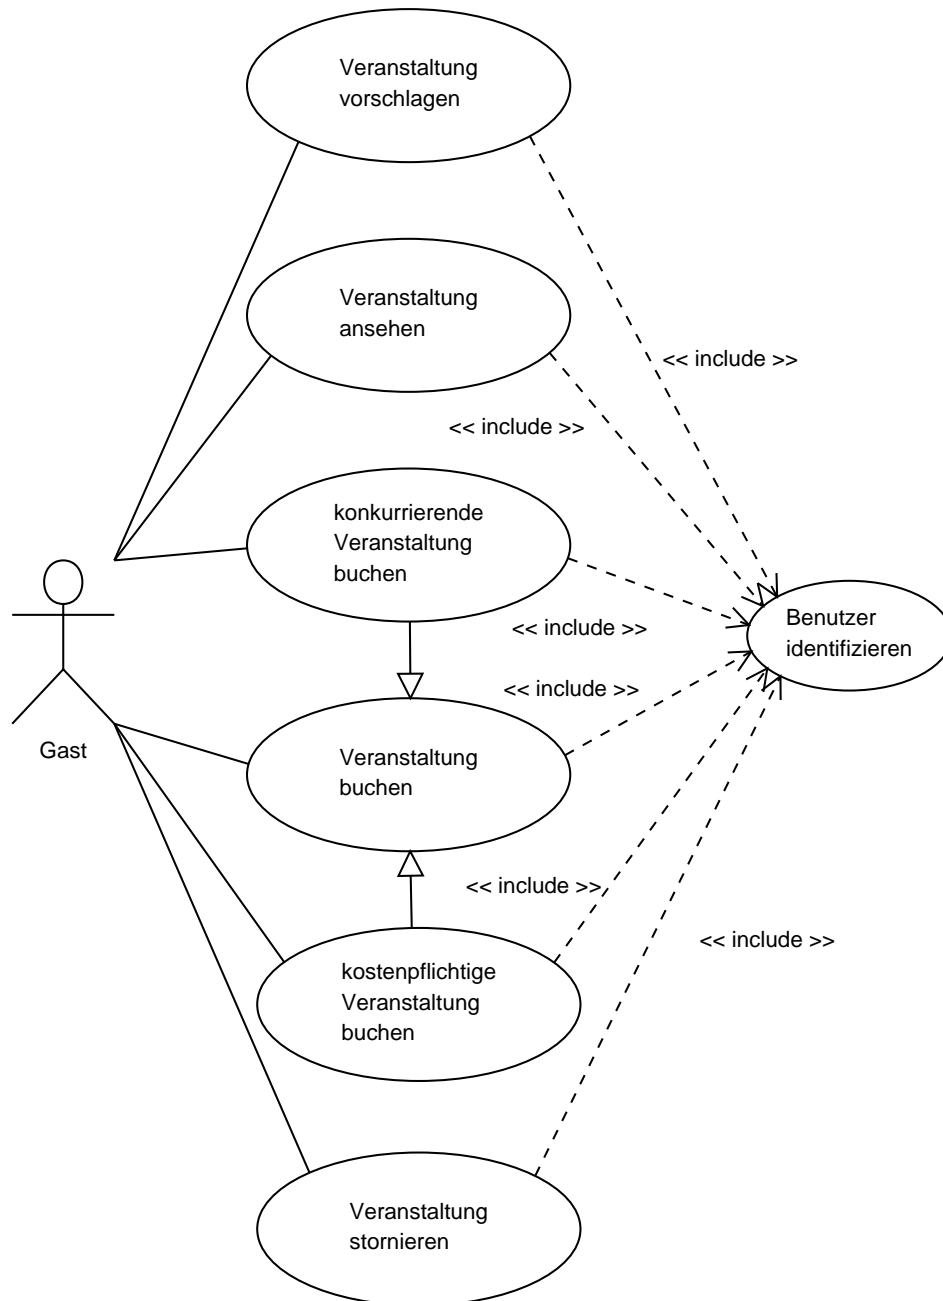 Veranstaltung
vorschlagen
Veranstaltung
ansehen
<< include >>
<< include >>
konkurrierende
Veranstaltung
buchen
Benutzer
identifizieren
<< include >>
<< include >>
Gast
Veranstaltung
buchen
<< include >>
<< include >>
kostenpflichtige
Veranstaltung
buchen
Veranstaltung
stornieren